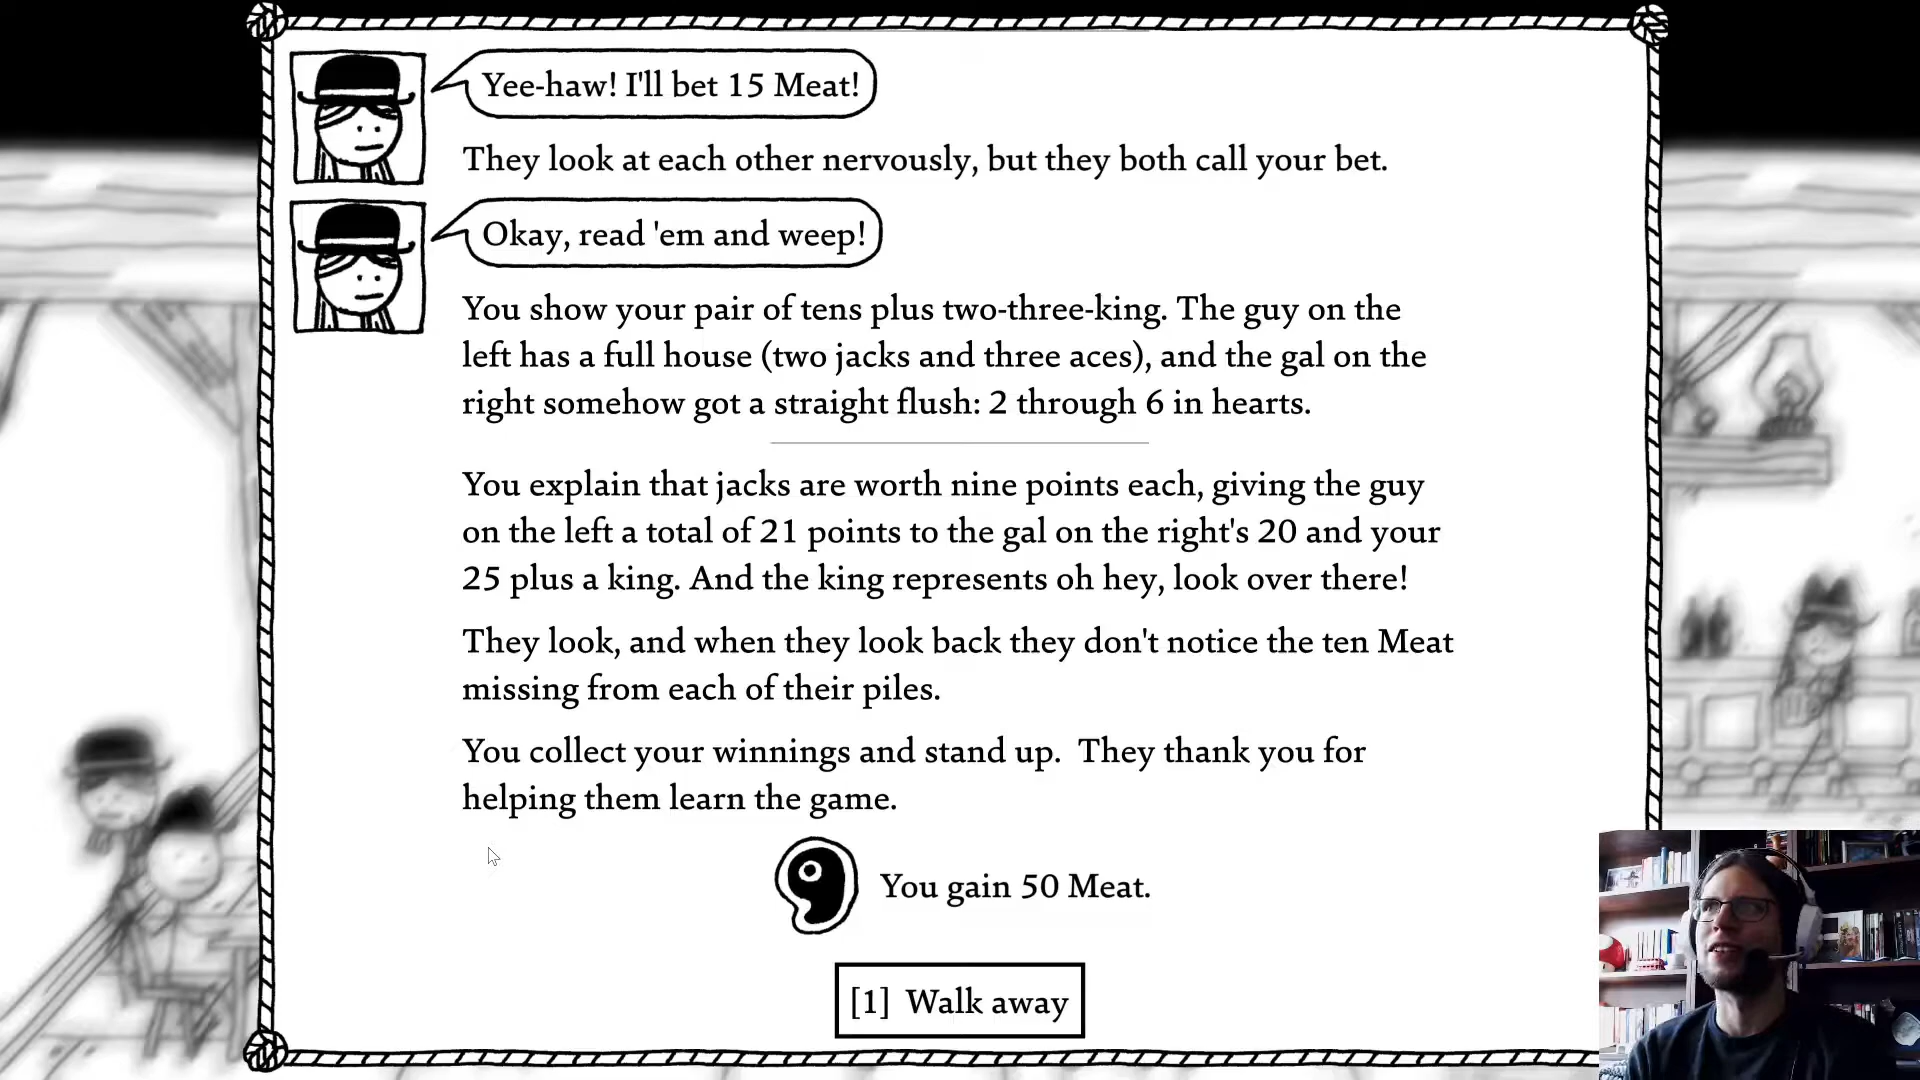 Yee-haw! I'll bet 15 Meat!
They look at each other nervously, but they both call your bet.
Okay, read 'em and weep!
You show your pair of tens plus two-three-king. The guy on the
left has a full house (two jacks and three aces), and the gal on the
right somehow got a straight flush: 2 through 6 in hearts.
You explain that jacks are worth nine points each, giving the guy
on the left a total of 21 points to the gal on the right's 20 and your
25 plus a king. And the king represents oh hey, look over there!
They look, and when they look back they don't notice the ten Meat
missing from each of their piles.
You collect your winnings and stand up.  They thank you for
helping them learn the game.
You gain 50 Meat.
[1] Walk away